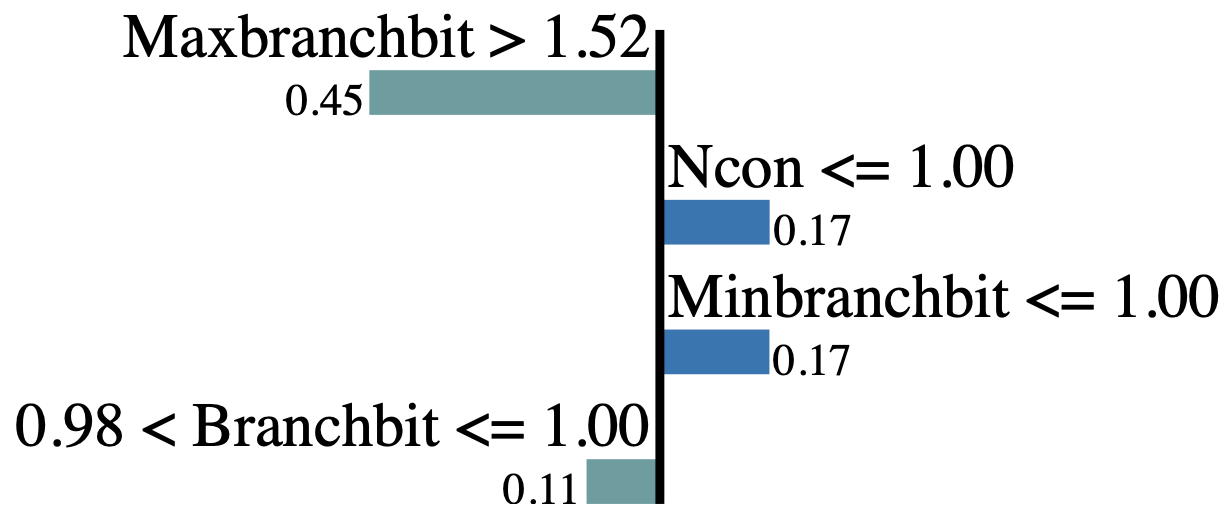 Maxbranchbit > 1.52
0.45
Ncon <= 1.00
0.17
Minbranchbit <= 1.00
0.17
0.98 < Branchbit <= 1.00
0.11